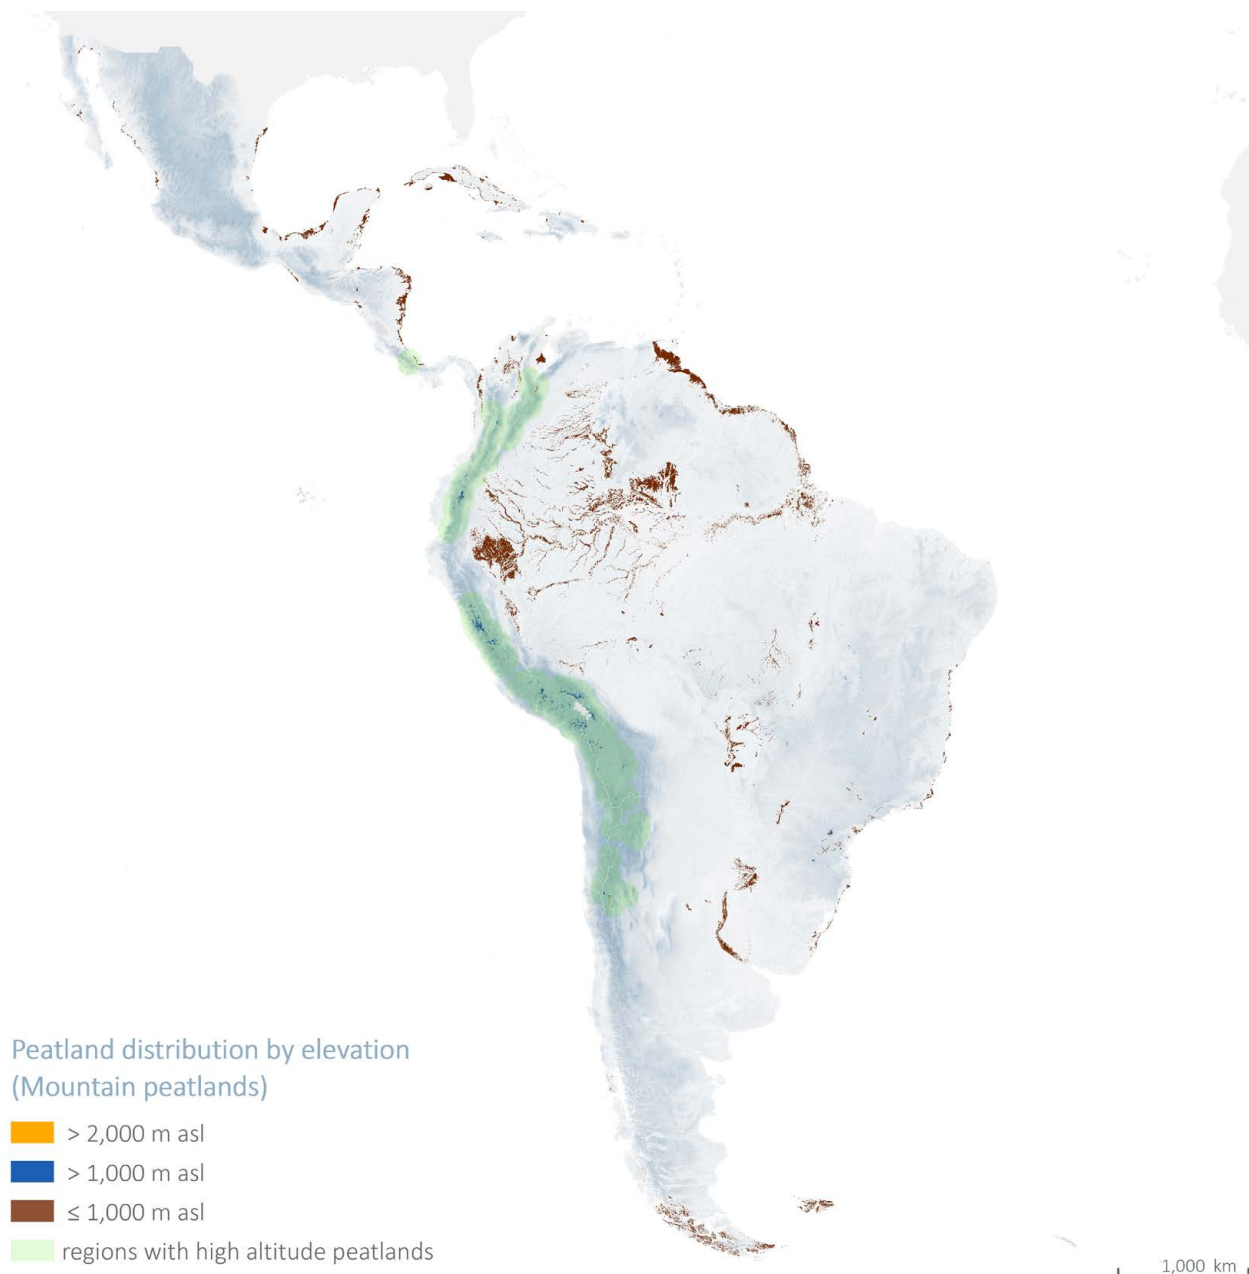 Peatland distribution by elevation
(Mountain peatlands)
> 2,000 m asl
> 1,000 m asl
≤ 1,000 m asl
regions with high altitude peatlands
1,000 km